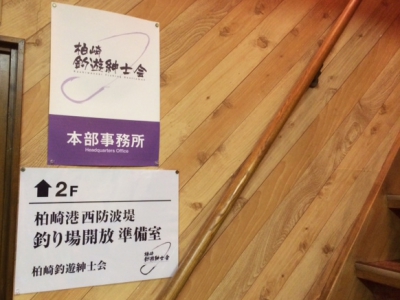 柏崎
釣遊紳士会
本部事務所
Headquarters Office
2F
柏崎港西防波堤
釣り場開放 準備室
柏崎釣遊紳士会
柏崎
釣遊紳士会